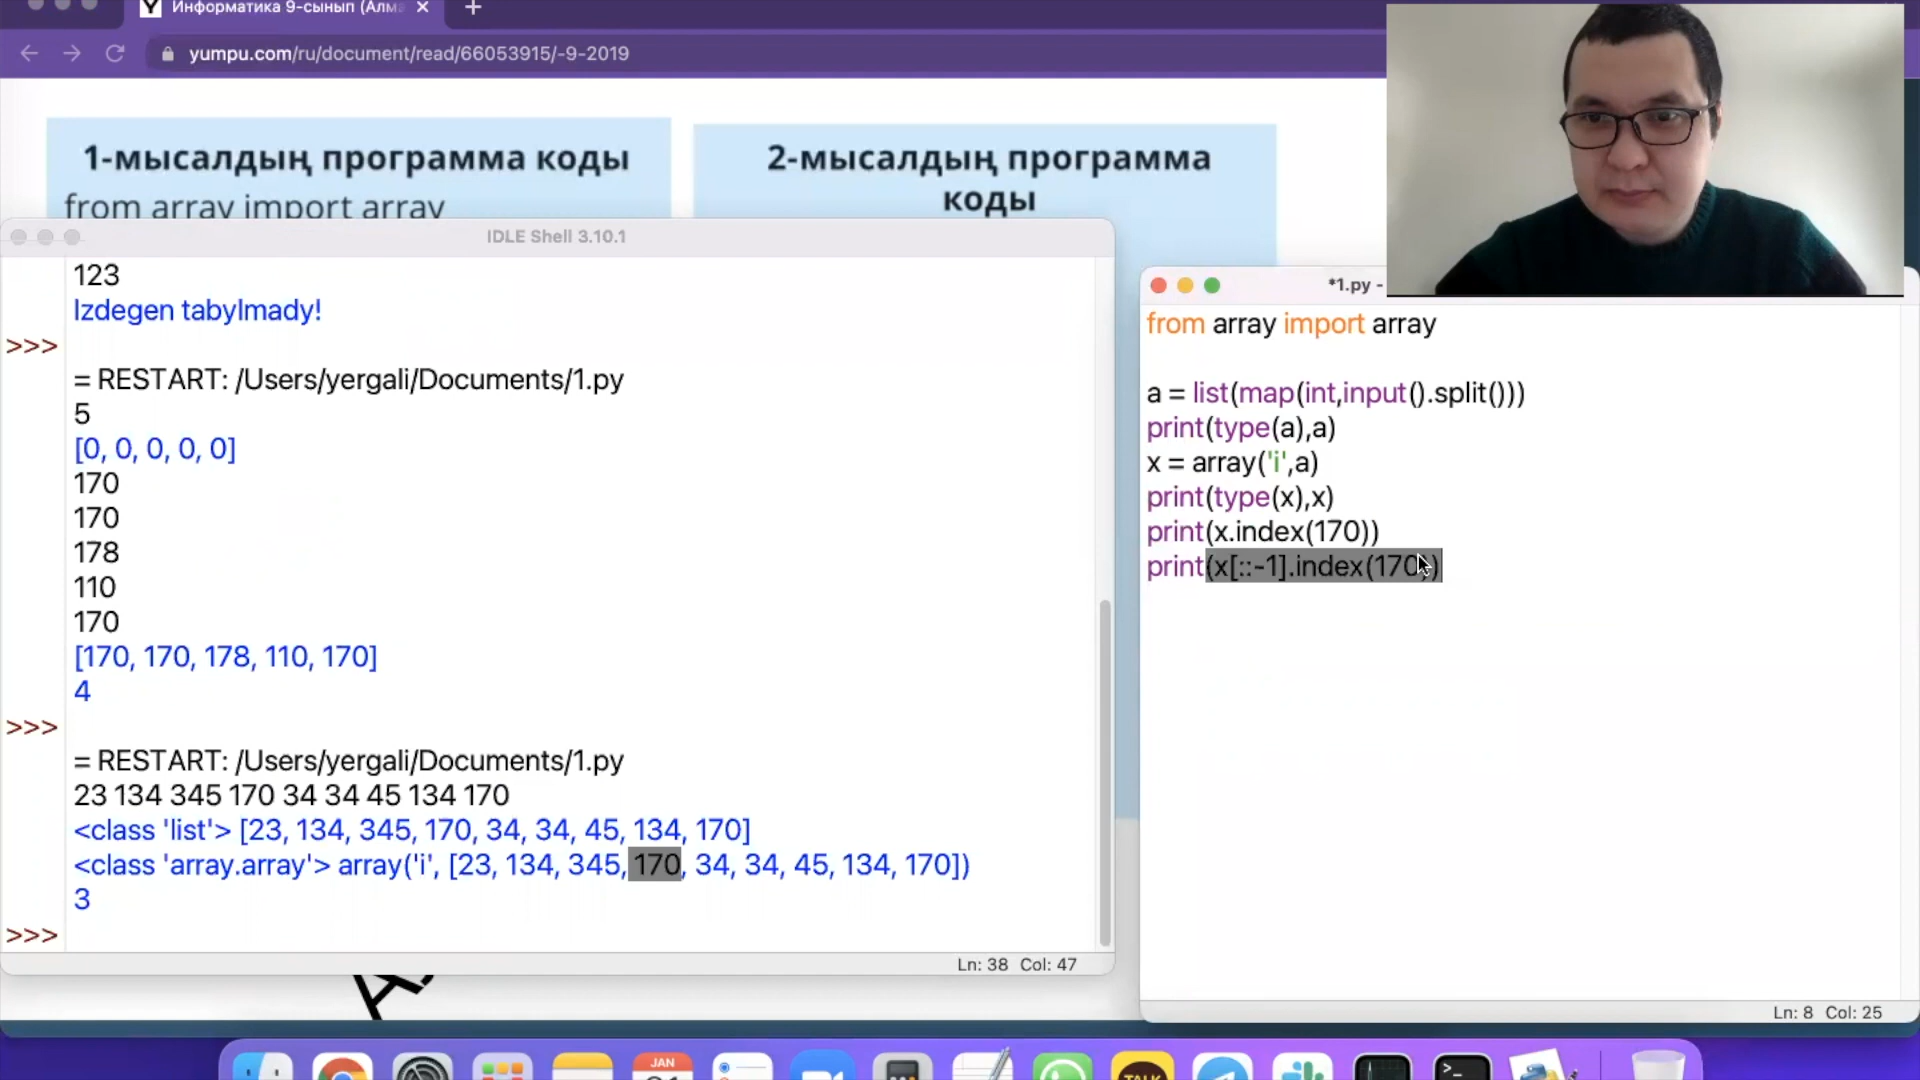 Информатика 9-сынып (Алма
yumpu.com/ru/document/read/66053915/-9-2019
1-мысалдың программа коды
from array import array
2-мысалдың программа
коды
IDLE Shell 3.10.1
123
Izdegen tabylmady!
>>>
= RESTART: /Users/yergali/Documents/1.py
5
[0, 0, 0, 0, 0]
170
170
178
110
170
[170, 170, 178, 110, 170]
4
>>>
= RESTART: /Users/yergali/Documents/1.py
23 134 345 170 34 34 45 134 170
<class 'list'> [23, 134, 345, 170, 34, 34, 45, 134, 170]
<class 'array.array'> array('i', [23, 134, 345, 170, 34, 34, 45, 134, 170])
3
>>>
Ln: 38 Col: 47
*1.py -
from array import array
a = list(map(int,input().split()))
print(type(a),a)
x = array('i',a)
print(type(x),x)
print(x.index(170))
print(x[::-1].index(170))
Ln: 8 Col: 25
JAN
TALK